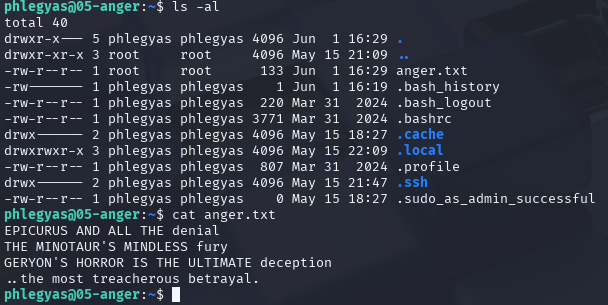 phlegyas@05-anger:~$ ls -al
total 40
drwxr-x--- 5 phlegyas phlegyas 4096 Jun  1 16:29 .
drwxr-xr-x 3 root     root     4096 May 15 21:09 ..
-rw-r--r-- 1 root     root      133 Jun  1 16:29 anger.txt
-rw------- 1 phlegyas phlegyas    1 Jun  1 16:19 .bash_history
-rw-r--r-- 1 phlegyas phlegyas  220 Mar 31  2024 .bash_logout
-rw-r--r-- 1 phlegyas phlegyas 3771 Mar 31  2024 .bashrc
drwx------ 2 phlegyas phlegyas 4096 May 15 18:27 .cache
drwxrwxr-x 3 phlegyas phlegyas 4096 May 15 22:09 .local
-rw-r--r-- 1 phlegyas phlegyas  807 Mar 31  2024 .profile
drwx------ 2 phlegyas phlegyas 4096 May 15 21:47 .ssh
-rw-r--r-- 1 phlegyas phlegyas    0 May 15 18:27 .sudo_as_admin_successful
phlegyas@05-anger:~$ cat anger.txt
EPICURUS AND ALL THE denial
THE MINOTAUR'S MINDLESS fury
GERYON'S HORROR IS THE ULTIMATE deception
..the most treacherous betrayal.
phlegyas@05-anger:~$